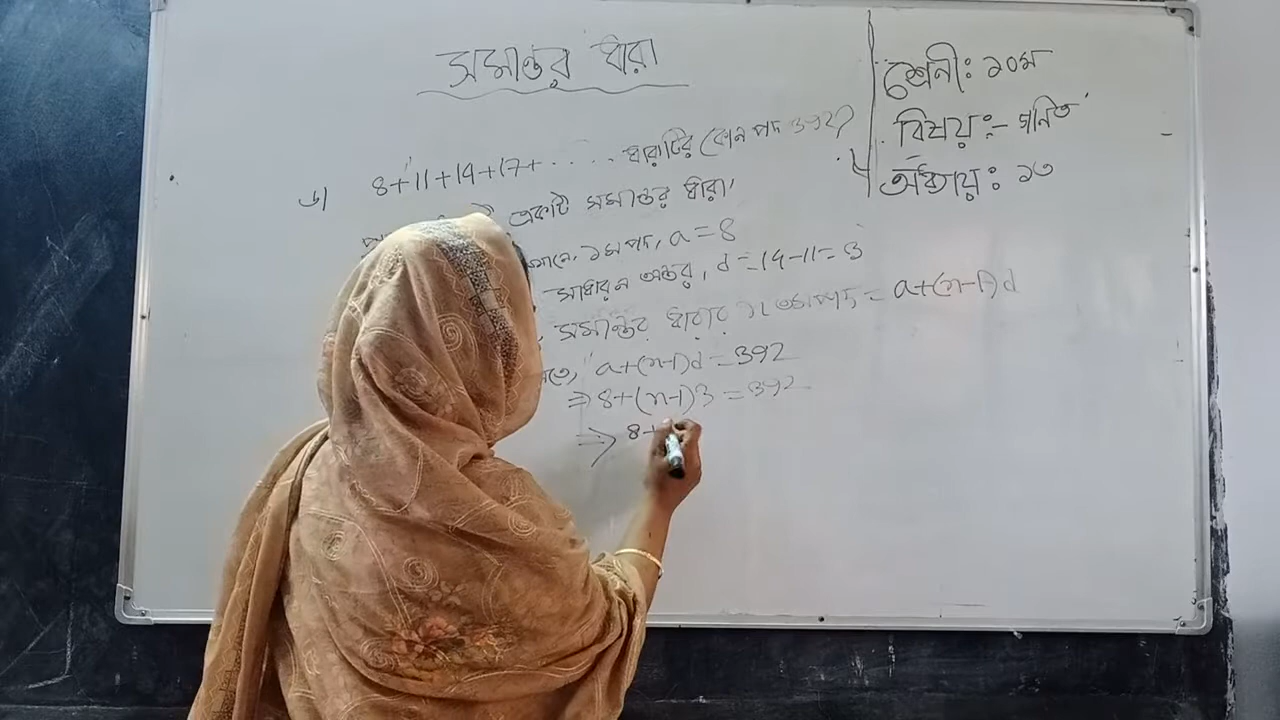 সমান্তর ধারা
শ্রেনী: ১০ম
বিষয়:- গনিত
অধ্যায়: ১৩
৬) 8+11+14+17+..... ধারাটির কোন পদ 392?
একটি সমান্তর ধারা,
১ম পদ, a = 8
সাধারন অন্তর, d = 14-11 = 3
সমান্তর ধারার n তম পদ = a+(n-1)d
মতে, a+(n-1)d = 392
⇒ 8+(n-1)3 = 392
⇒ 8+